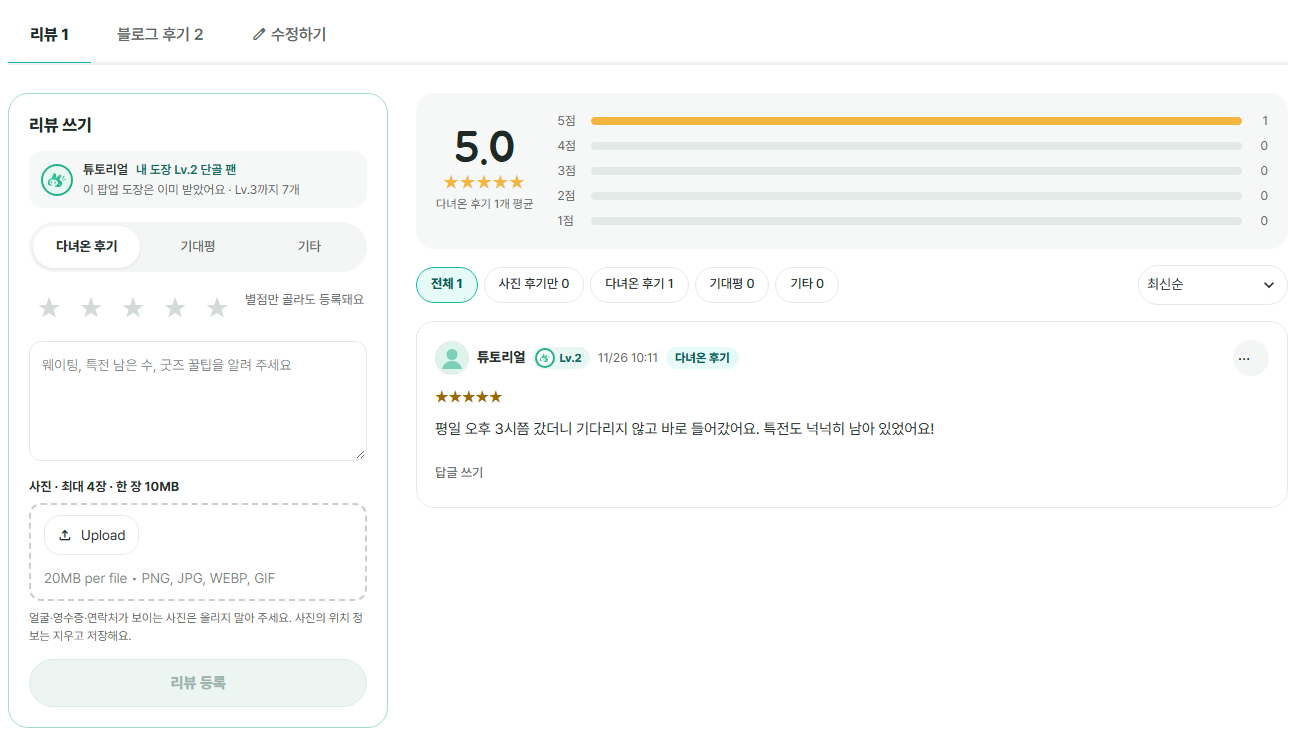 리뷰 1
블로그 후기 2
수정하기
리뷰 쓰기
튜토리얼 내 도장 Lv.2 단골 팬
이 팝업 도장은 이미 받았어요 · Lv.3까지 7개
다녀온 후기
기대평
기타
별점만 골라도 등록돼요
웨이팅, 특전 남은 수, 굿즈 꿀팁을 알려 주세요
사진 · 최대 4장 · 한 장 10MB
Upload
20MB per file • PNG, JPG, WEBP, GIF
얼굴·영수증·연락처가 보이는 사진은 올리지 말아 주세요. 사진의 위치 정
보는 지우고 저장해요.
리뷰 등록
5.0
다녀온 후기 1개 평균
5점 1
4점 0
3점 0
2점 0
1점 0
전체 1
사진 후기만 0
다녀온 후기 1
기대평 0
기타 0
최신순
튜토리얼 Lv.2 11/26 10:11 다녀온 후기
평일 오후 3시쯤 갔더니 기다리지 않고 바로 들어갔어요. 특전도 넉넉히 남아 있었어요!
답글 쓰기